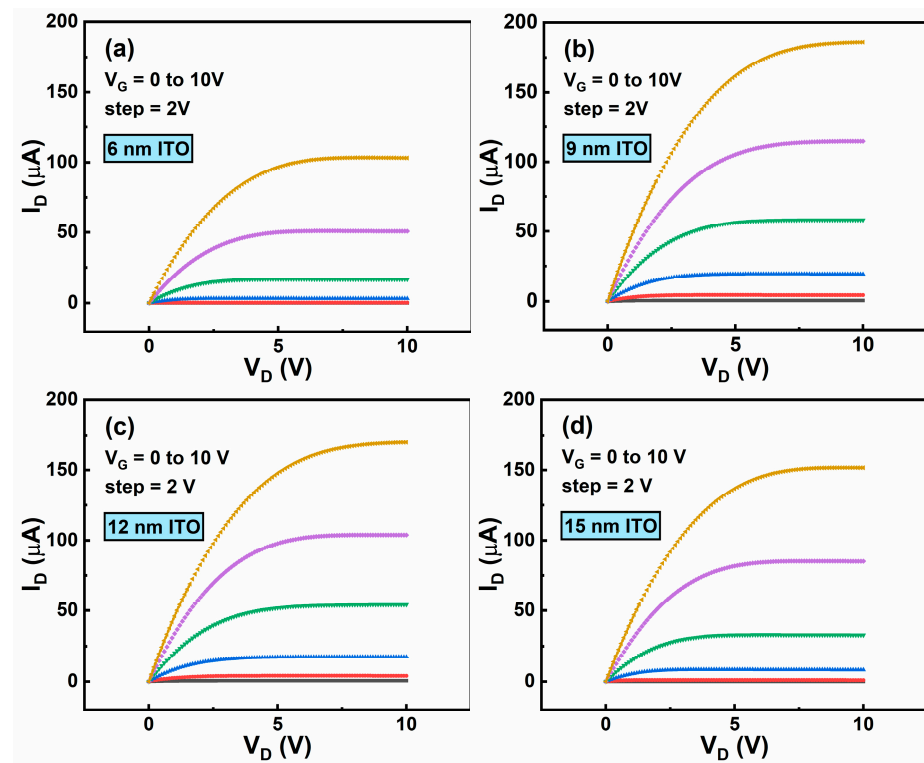 (a)
V_G = 0 to 10V
step = 2V
6 nm ITO
200
150
100
50
0
I_D (μA)
0 5 10
V_D (V)
(b)
V_G = 0 to 10V
step = 2V
9 nm ITO
200
150
100
50
0
I_D (μA)
0 5 10
V_D (V)
(c)
V_G = 0 to 10 V
step = 2 V
12 nm ITO
200
150
100
50
0
I_D (μA)
0 5 10
V_D (V)
(d)
V_G = 0 to 10 V
step = 2 V
15 nm ITO
200
150
100
50
0
I_D (μA)
0 5 10
V_D (V)